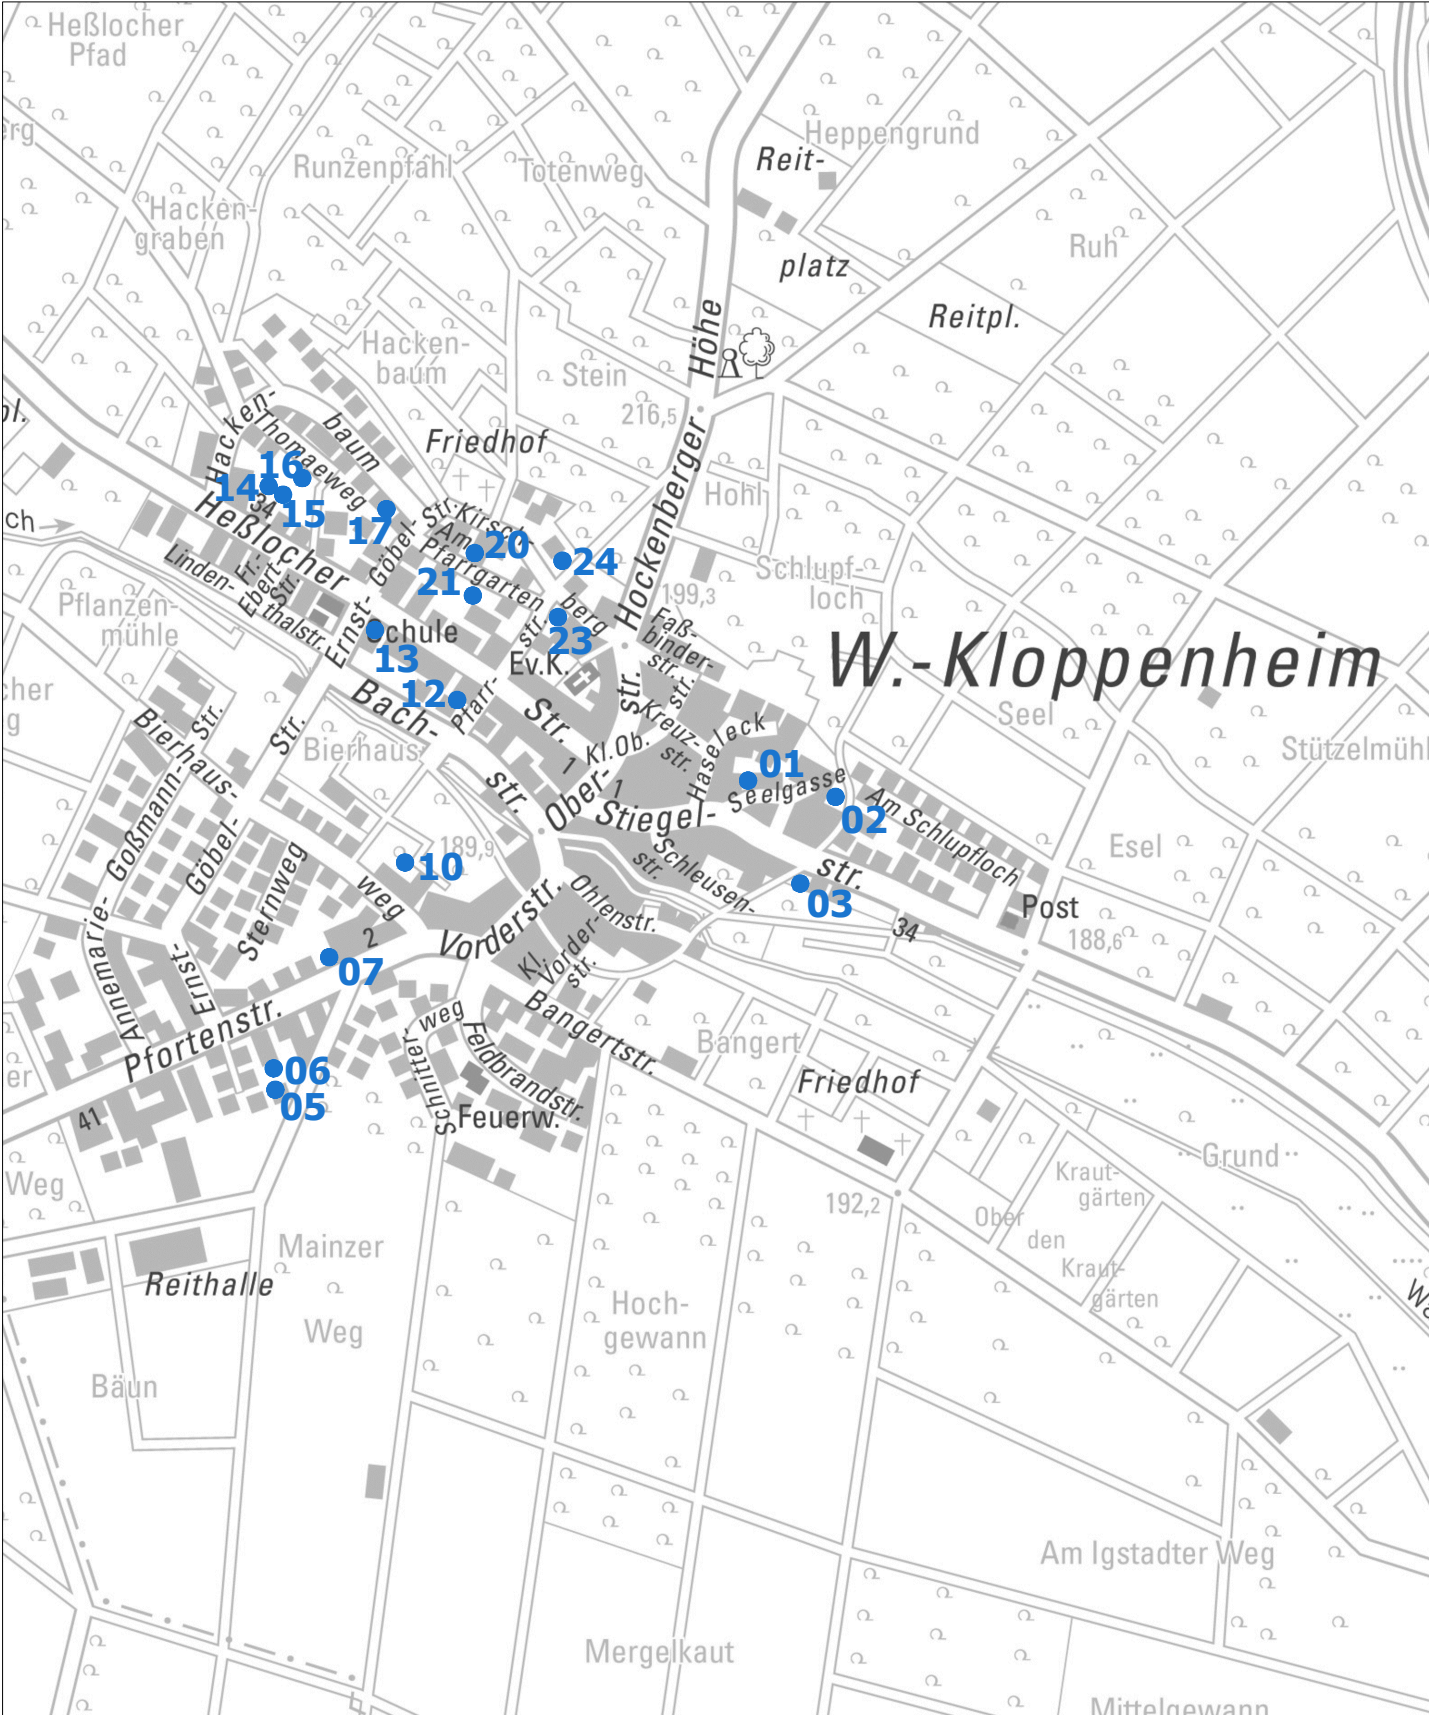 Heßlocher
Pfad
Heppengrund
Reit-
Runzenpfahl
Totenweg
Hacken-
graben
Ruh
platz
Reitpl.
Höhe
Hacken-
baum
Stein
216,5
Hacken-
Thomaeweg
baum
Friedhof
16
14
34
15
17
Hohl
Hockenberger
Str.
ch
Heßlocher
Göbel-
Str.
Kirsch-
Am
Pfarrgarten
20
24
21
Schlupf-
loch
199,3
Linden-
thalstr.
Fr.-
Ebert-
Str.
Pflanzen-
mühle
Ernst-
berg
str.
23
Faß-
binder-
str.
Schule
13
Ev.K.
W.-Kloppenheim
12
Pfarr-
Bach-
str.
Str.
1
str.
Kreuz-
str.
Seel
Stützelmühl
Bierhaus-
Str.
Str.
Bierhaus
Kl.Ob.
Ober-
1
Haseleck
01
Seelgasse
02
Stiegel-
str.
Am Schlupfloch
Goßmann-
Göbel-
Sternweg
189,9
10
weg
Schleusen-
str.
03
Esel
Post
34
188,6
Annemarie-
Ernst-
2
07
Vorderstr.
Ohlenstr.
Kl.
Vorder-
str.
Pfortenstr.
41
weg
Schnitter-
Feldbrandstr.
Bangertstr.
Bangert
Friedhof
06
05
Feuerw.
Weg
Grund
Kraut-
gärten
192,2
Ober
den
Kraut-
gärten
Mainzer
Reithalle
Weg
Hoch-
gewann
Bäun
Am Igstadter Weg
Mergelkaut
Mittelgewann